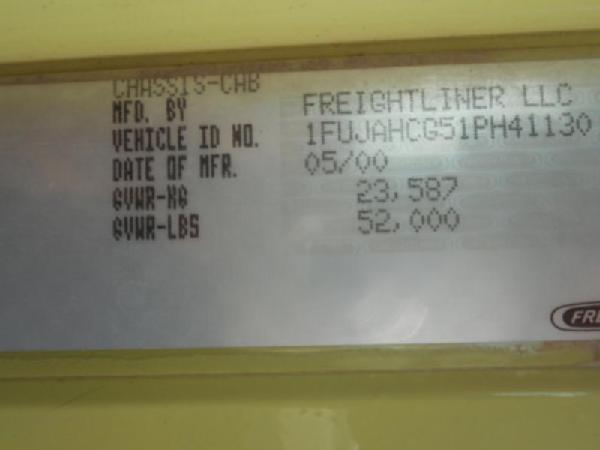 CHASSIS-CAB
MFD. BY FREIGHTLINER LLC
VEHICLE ID NO. 1FUJAHCG51PH41130
DATE OF MFR. 05/00
GVWR-KG 23,587
GVWR-LBS 52,000
FRE